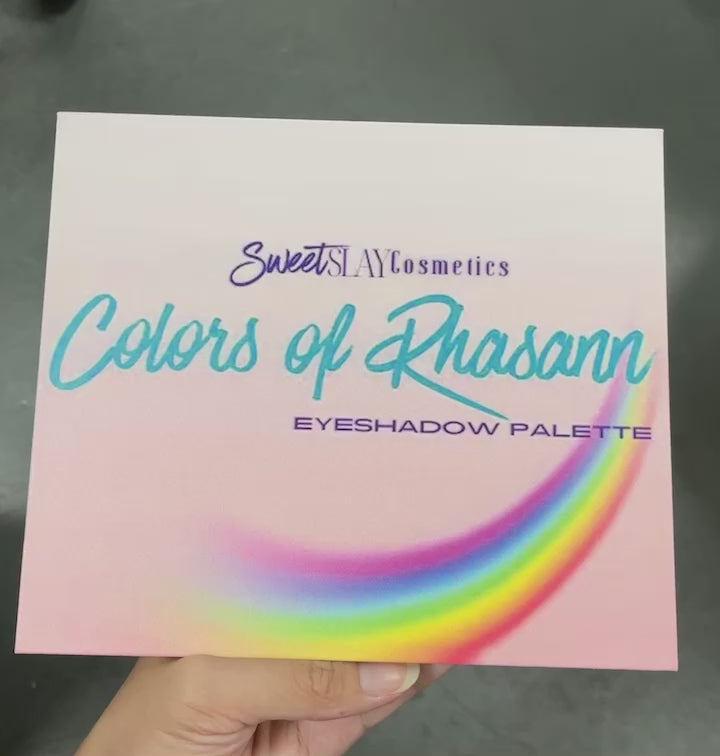 SweetSLAYCosmetics
Colors of Rhasann
EYESHADOW PALETTE